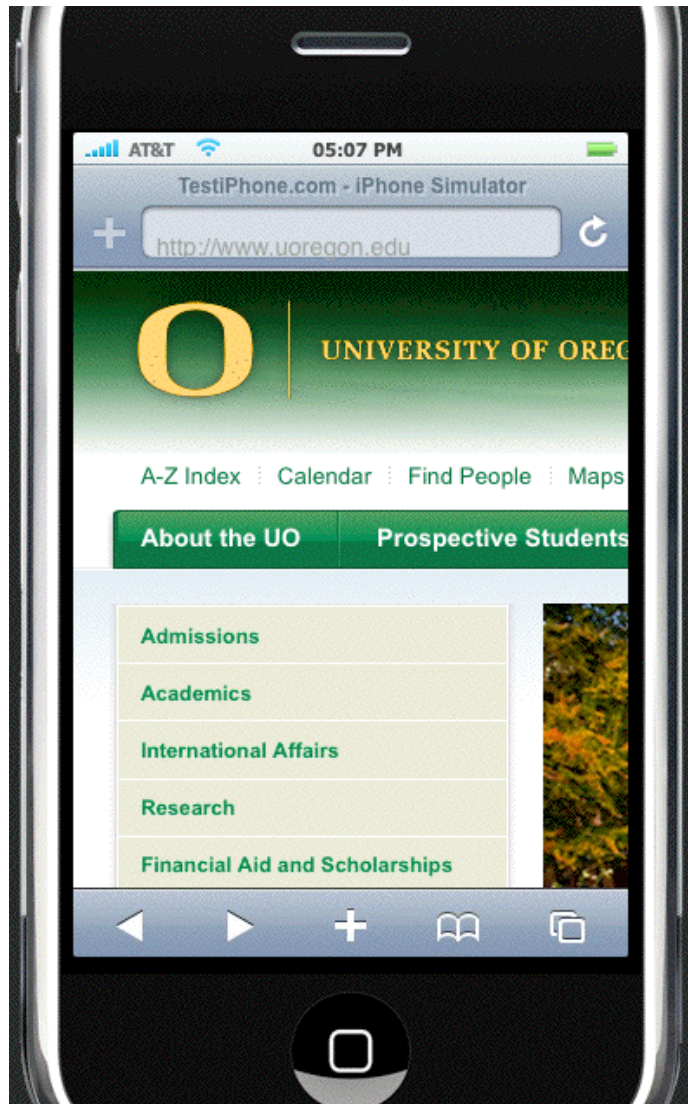 AT&T 05:07 PM
TestiPhone.com - iPhone Simulator
http://www.uoregon.edu
O UNIVERSITY OF OREG
A-Z Index Calendar Find People Maps
About the UO Prospective Students
Admissions
Academics
International Affairs
Research
Financial Aid and Scholarships